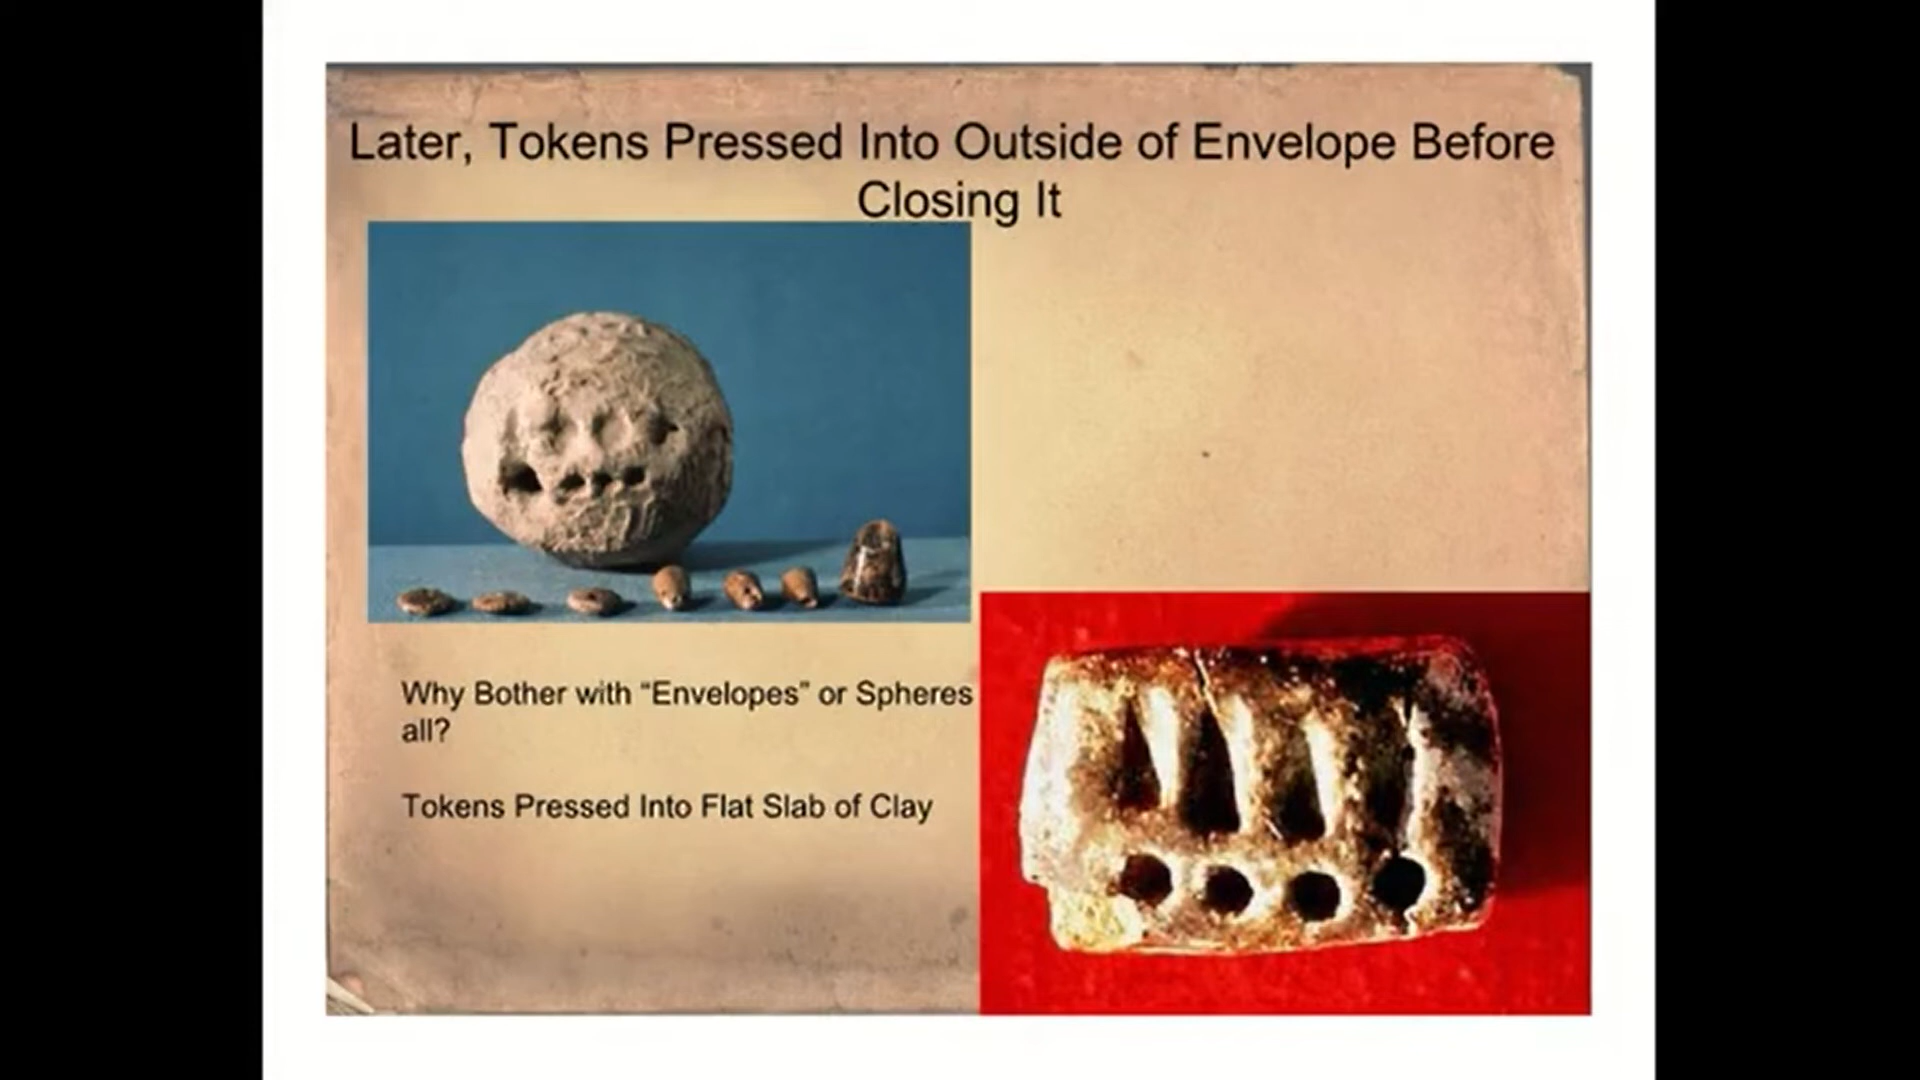 Later, Tokens Pressed Into Outside of Envelope Before
Closing It
Why Bother with “Envelopes” or Spheres
all?
Tokens Pressed Into Flat Slab of Clay